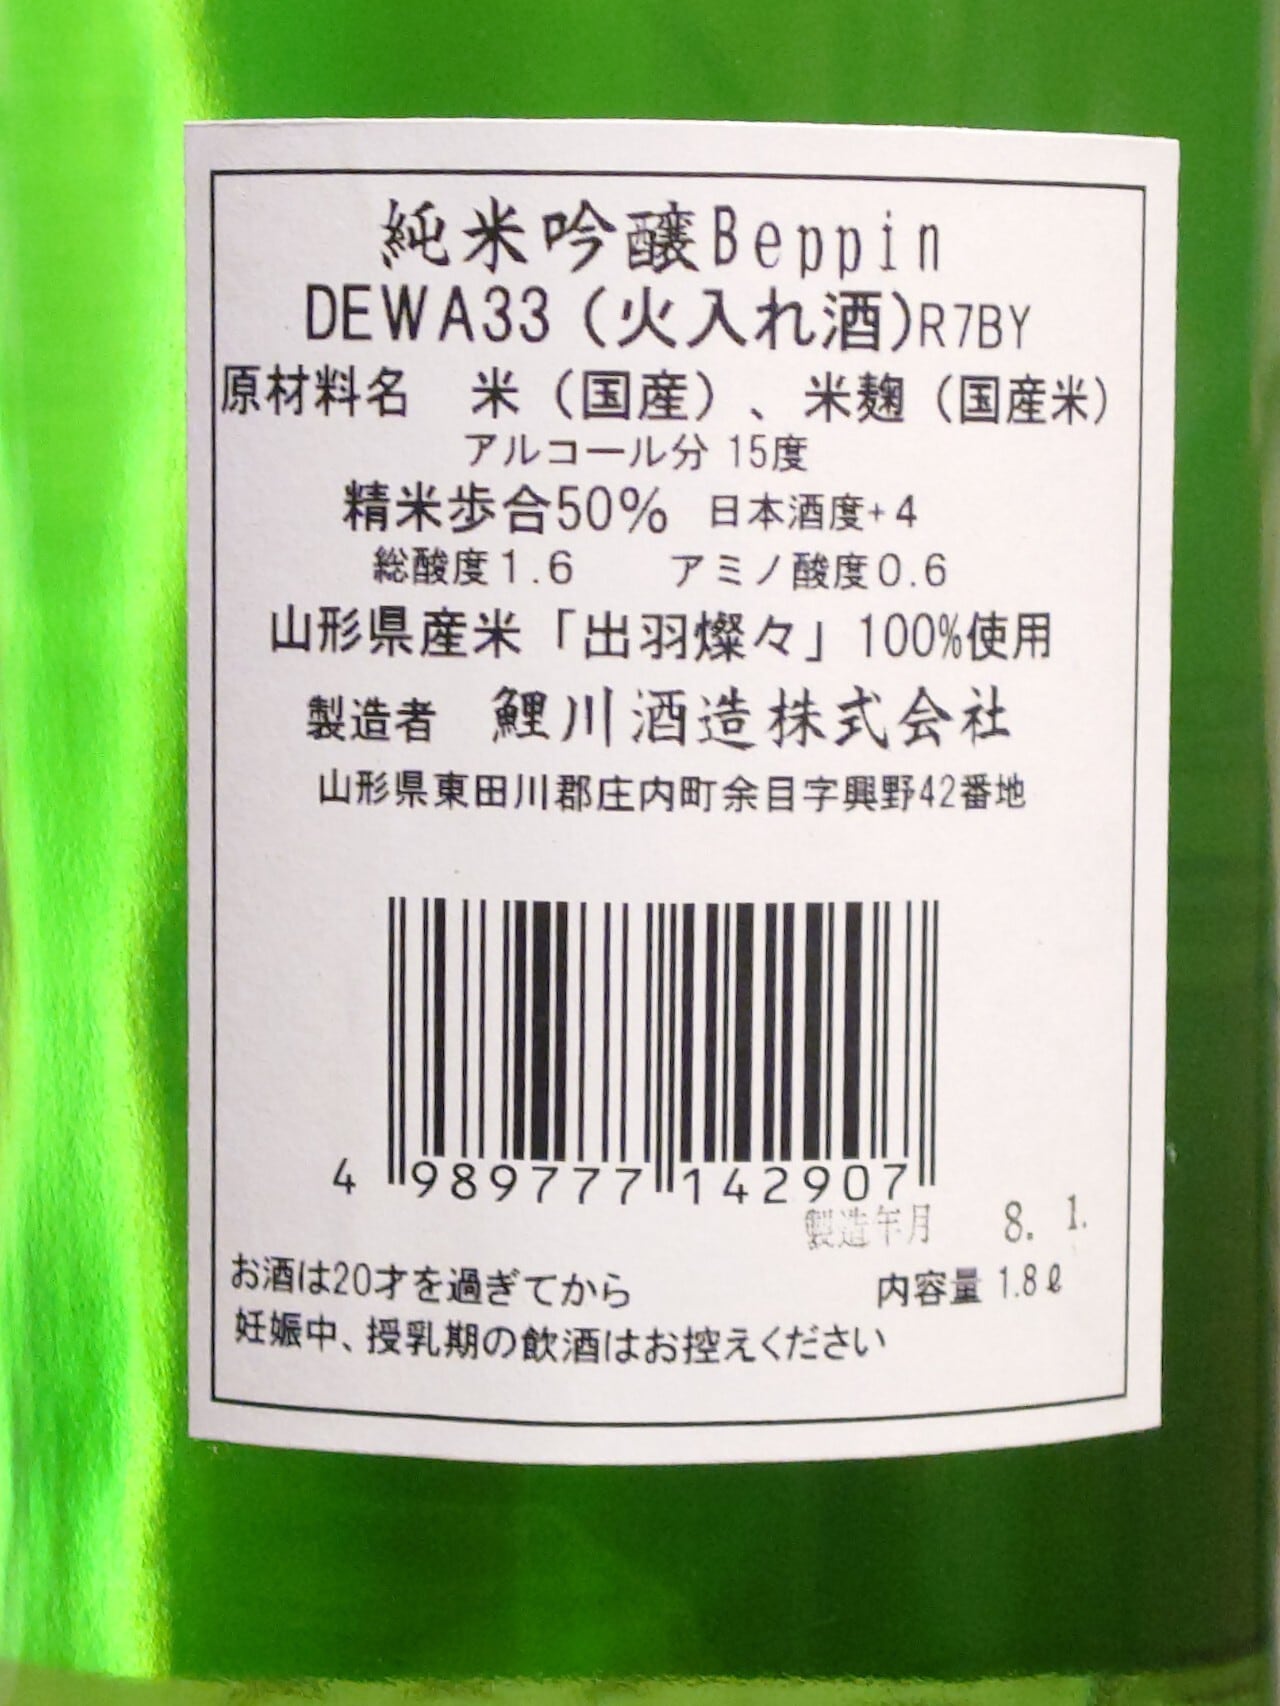 純米吟醸Beppin
DEWA33（火入れ酒）R7BY
原材料名　米（国産）、米麹（国産米）
アルコール分 15度
精米歩合50%　日本酒度+4
総酸度1.6　アミノ酸度0.6
山形県産米「出羽燦々」100%使用
製造者　鯉川酒造株式会社
山形県東田川郡庄内町余目字興野42番地
4 989777 142907
製造年月　8. 1.
お酒は20才を過ぎてから　内容量 1.8ℓ
妊娠中、授乳期の飲酒はお控えください